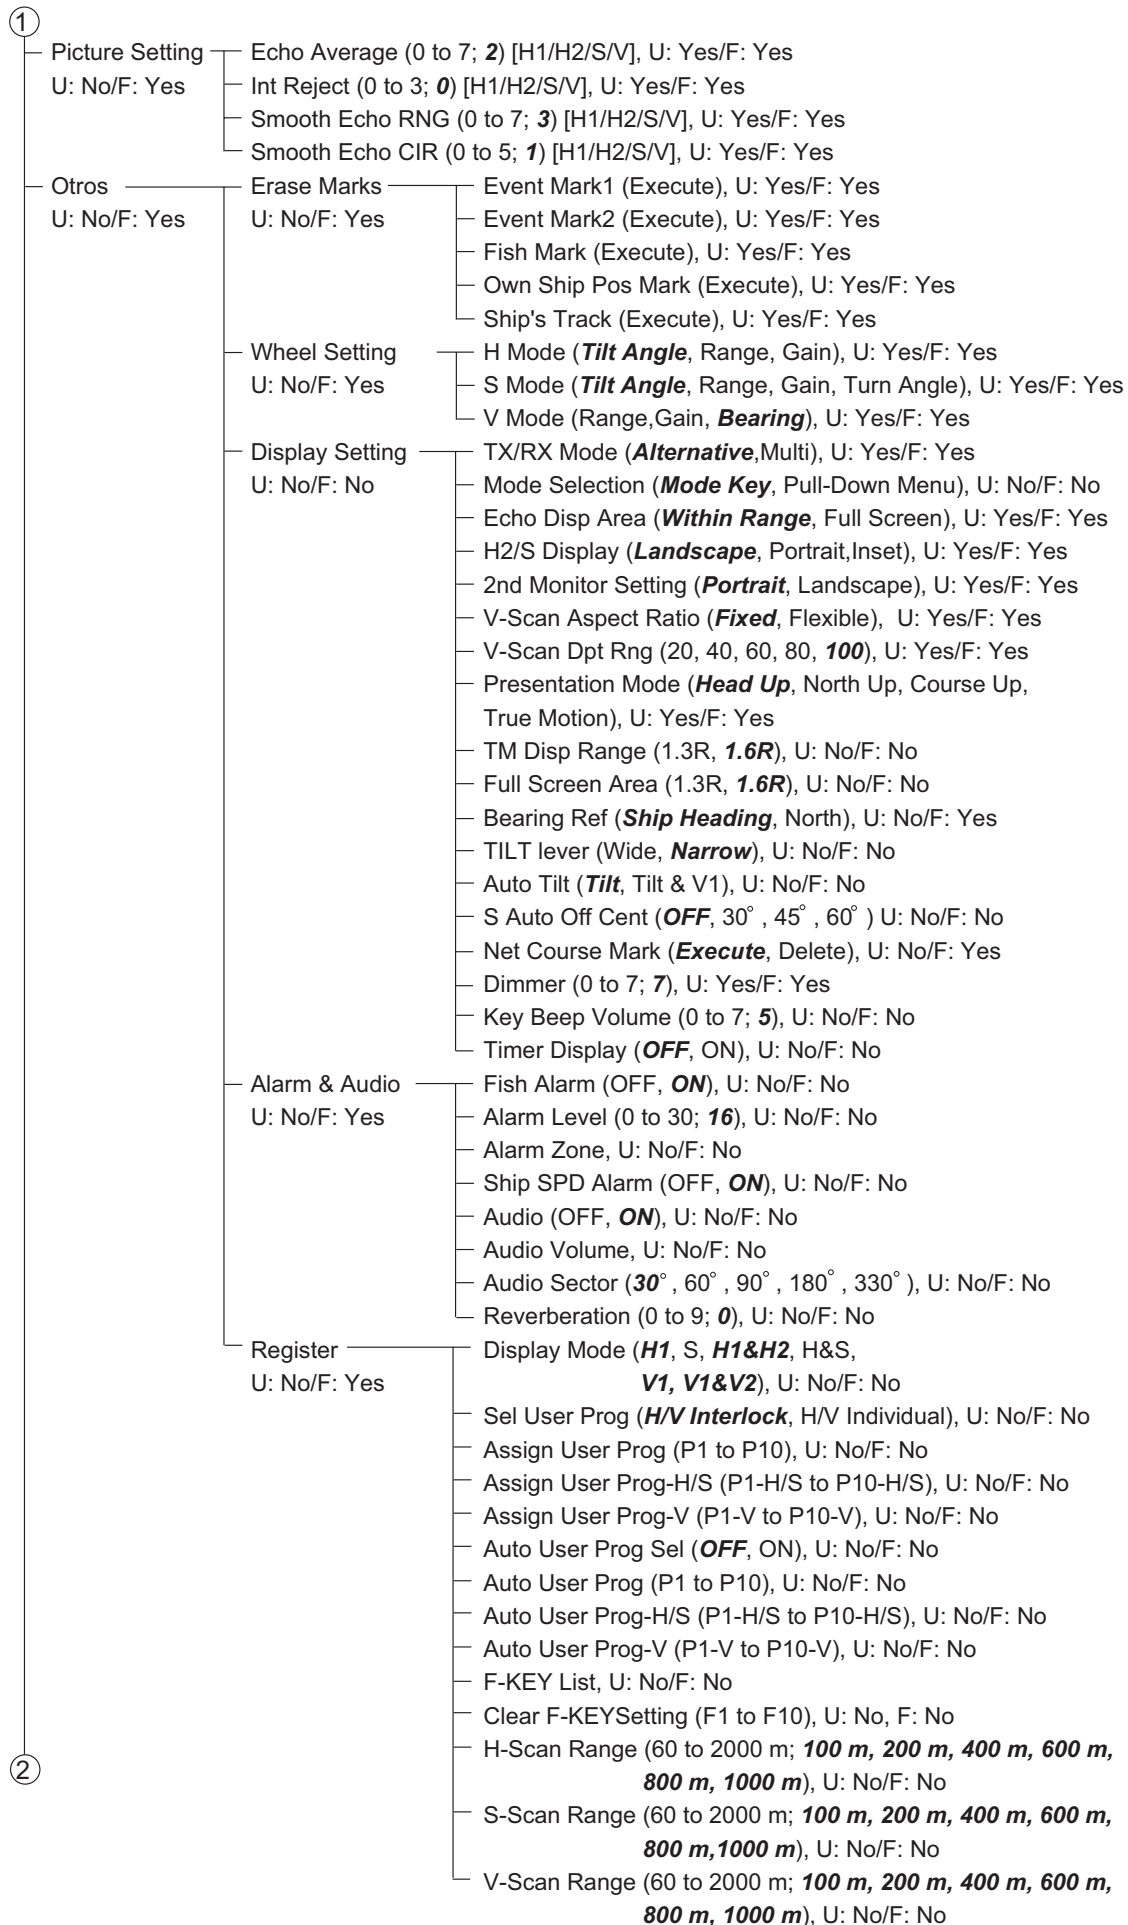 ①
Picture Setting
U: No/F: Yes
Echo Average (0 to 7; 2) [H1/H2/S/V], U: Yes/F: Yes
Int Reject (0 to 3; 0) [H1/H2/S/V], U: Yes/F: Yes
Smooth Echo RNG (0 to 7; 3) [H1/H2/S/V], U: Yes/F: Yes
Smooth Echo CIR (0 to 5; 1) [H1/H2/S/V], U: Yes/F: Yes
Otros
U: No/F: Yes
Erase Marks
U: No/F: Yes
Event Mark1 (Execute), U: Yes/F: Yes
Event Mark2 (Execute), U: Yes/F: Yes
Fish Mark (Execute), U: Yes/F: Yes
Own Ship Pos Mark (Execute), U: Yes/F: Yes
Ship's Track (Execute), U: Yes/F: Yes
Wheel Setting
U: No/F: Yes
H Mode (Tilt Angle, Range, Gain), U: Yes/F: Yes
S Mode (Tilt Angle, Range, Gain, Turn Angle), U: Yes/F: Yes
V Mode (Range,Gain, Bearing), U: Yes/F: Yes
Display Setting
U: No/F: No
TX/RX Mode (Alternative,Multi), U: Yes/F: Yes
Mode Selection (Mode Key, Pull-Down Menu), U: No/F: No
Echo Disp Area (Within Range, Full Screen), U: Yes/F: Yes
H2/S Display (Landscape, Portrait,Inset), U: Yes/F: Yes
2nd Monitor Setting (Portrait, Landscape), U: Yes/F: Yes
V-Scan Aspect Ratio (Fixed, Flexible), U: Yes/F: Yes
V-Scan Dpt Rng (20, 40, 60, 80, 100), U: Yes/F: Yes
Presentation Mode (Head Up, North Up, Course Up,
True Motion), U: Yes/F: Yes
TM Disp Range (1.3R, 1.6R), U: No/F: No
Full Screen Area (1.3R, 1.6R), U: No/F: No
Bearing Ref (Ship Heading, North), U: No/F: Yes
TILT lever (Wide, Narrow), U: No/F: No
Auto Tilt (Tilt, Tilt & V1), U: No/F: No
S Auto Off Cent (OFF, 30° , 45° , 60° ) U: No/F: No
Net Course Mark (Execute, Delete), U: No/F: Yes
Dimmer (0 to 7; 7), U: Yes/F: Yes
Key Beep Volume (0 to 7; 5), U: No/F: No
Timer Display (OFF, ON), U: No/F: No
Alarm & Audio
U: No/F: Yes
Fish Alarm (OFF, ON), U: No/F: No
Alarm Level (0 to 30; 16), U: No/F: No
Alarm Zone, U: No/F: No
Ship SPD Alarm (OFF, ON), U: No/F: No
Audio (OFF, ON), U: No/F: No
Audio Volume, U: No/F: No
Audio Sector (30° , 60° , 90° , 180° , 330° ), U: No/F: No
Reverberation (0 to 9; 0), U: No/F: No
Register
U: No/F: Yes
Display Mode (H1, S, H1&H2, H&S,
V1, V1&V2), U: No/F: No
Sel User Prog (H/V Interlock, H/V Individual), U: No/F: No
Assign User Prog (P1 to P10), U: No/F: No
Assign User Prog-H/S (P1-H/S to P10-H/S), U: No/F: No
Assign User Prog-V (P1-V to P10-V), U: No/F: No
Auto User Prog Sel (OFF, ON), U: No/F: No
Auto User Prog (P1 to P10), U: No/F: No
Auto User Prog-H/S (P1-H/S to P10-H/S), U: No/F: No
Auto User Prog-V (P1-V to P10-V), U: No/F: No
F-KEY List, U: No/F: No
Clear F-KEYSetting (F1 to F10), U: No, F: No
H-Scan Range (60 to 2000 m; 100 m, 200 m, 400 m, 600 m,
800 m, 1000 m), U: No/F: No
S-Scan Range (60 to 2000 m; 100 m, 200 m, 400 m, 600 m,
800 m,1000 m), U: No/F: No
V-Scan Range (60 to 2000 m; 100 m, 200 m, 400 m, 600 m,
800 m, 1000 m), U: No/F: No
②